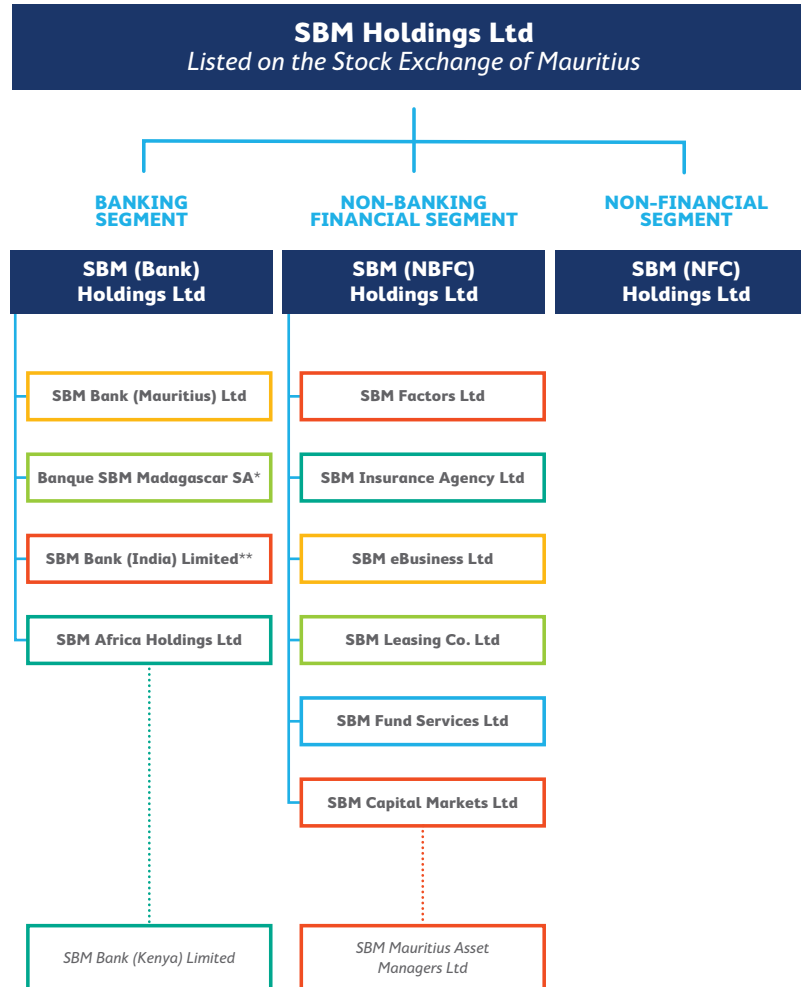 SBM Holdings Ltd
Listed on the Stock Exchange of Mauritius
BANKING
SEGMENT
NON-BANKING
FINANCIAL SEGMENT
NON-FINANCIAL
SEGMENT
SBM (Bank)
Holdings Ltd
SBM (NBFC)
Holdings Ltd
SBM (NFC)
Holdings Ltd
SBM Bank (Mauritius) Ltd
Banque SBM Madagascar SA*
SBM Bank (India) Limited**
SBM Africa Holdings Ltd
SBM Bank (Kenya) Limited
SBM Factors Ltd
SBM Insurance Agency Ltd
SBM eBusiness Ltd
SBM Leasing Co. Ltd
SBM Fund Services Ltd
SBM Capital Markets Ltd
SBM Mauritius Asset
Managers Ltd